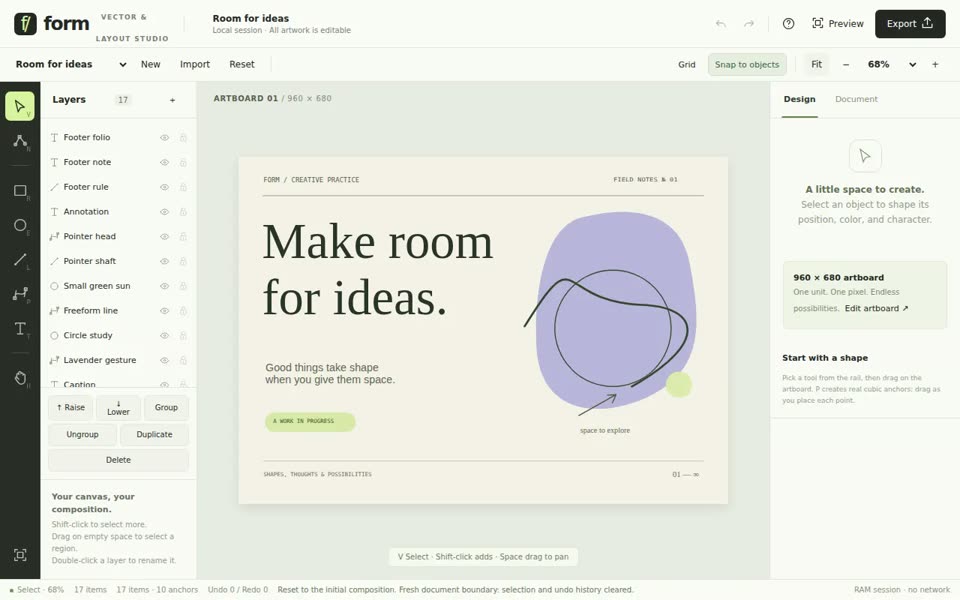 form
VECTOR &
LAYOUT STUDIO
Room for ideas
Local session · All artwork is editable
Preview
Export
Room for ideas
New
Import
Reset
Grid
Snap to objects
Fit
−
68%
+
Layers
17
+
ARTBOARD 01 / 960 × 680
Design
Document
Footer folio
Footer note
Footer rule
Annotation
Pointer head
Pointer shaft
Small green sun
Freeform line
Circle study
Lavender gesture
Caption
↑ Raise
↓ Lower
Group
Ungroup
Duplicate
Delete
Your canvas, your
composition.
Shift-click to select more.
Drag on empty space to select a
region.
Double-click a layer to rename it.
FORM / CREATIVE PRACTICE
FIELD NOTES № 01
Make room
for ideas.
Good things take shape
when you give them space.
A WORK IN PROGRESS
space to explore
SHAPES, THOUGHTS & POSSIBILITIES
01 — ∞
V Select · Shift-click adds · Space drag to pan
A little space to create.
Select an object to shape its
position, color, and character.
960 × 680 artboard
One unit. One pixel. Endless
possibilities. Edit artboard ↗
Start with a shape
Pick a tool from the rail, then drag on the
artboard. P creates real cubic anchors: drag as
you place each point.
Select · 68%
17 items
17 items · 10 anchors
Undo 0 / Redo 0
Reset to the initial composition. Fresh document boundary: selection and undo history cleared.
RAM session · no network